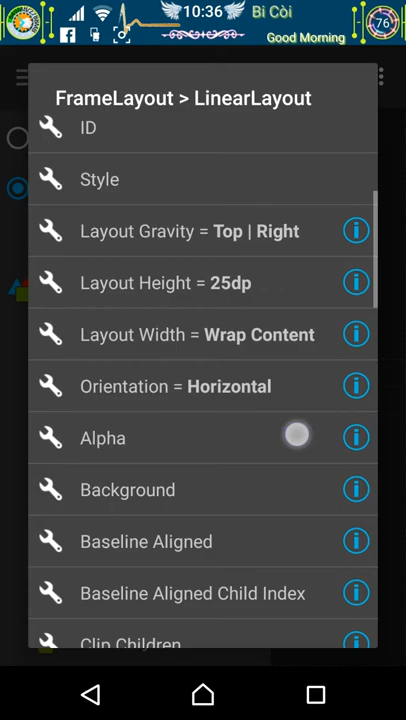 10:36
Bi Còi
76
Good Morning
FrameLayout > LinearLayout
ID
Style
Layout Gravity = Top | Right
Layout Height = 25dp
Layout Width = Wrap Content
Orientation = Horizontal
Alpha
Background
Baseline Aligned
Baseline Aligned Child Index
Clip Children